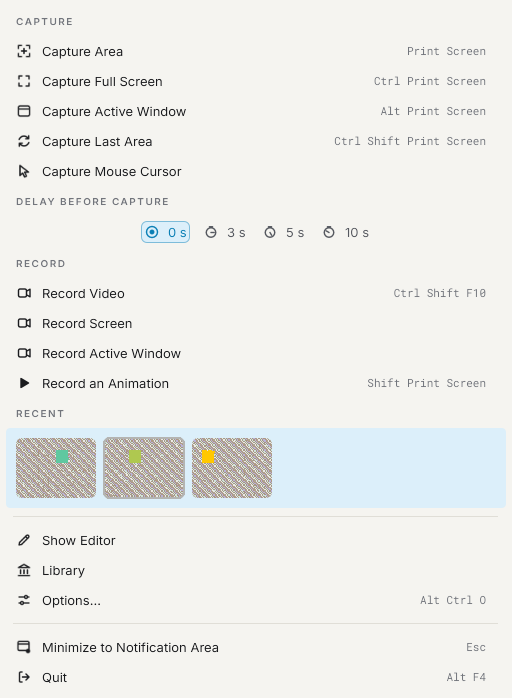 CAPTURE
Capture Area Print Screen
Capture Full Screen Ctrl Print Screen
Capture Active Window Alt Print Screen
Capture Last Area Ctrl Shift Print Screen
Capture Mouse Cursor
DELAY BEFORE CAPTURE
0 s 3 s 5 s 10 s
RECORD
Record Video Ctrl Shift F10
Record Screen
Record Active Window
Record an Animation Shift Print Screen
RECENT
Show Editor
Library
Options... Alt Ctrl O
Minimize to Notification Area Esc
Quit Alt F4